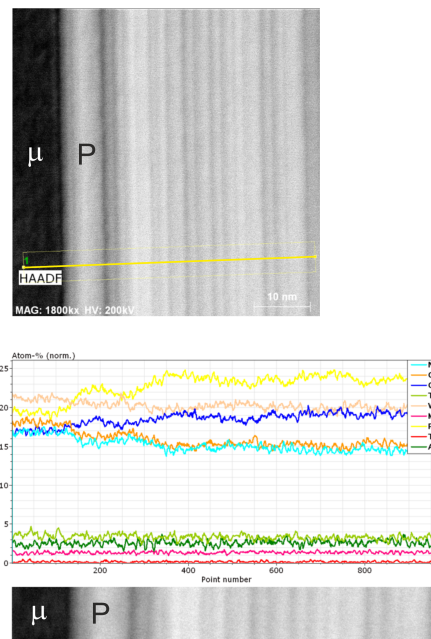 μ P
1
HAADF
10 nm
MAG: 1800kx HV: 200kV
Atom-% (norm.)
25
20
15
10
5
0
200 400 600 800
Point number
μ P